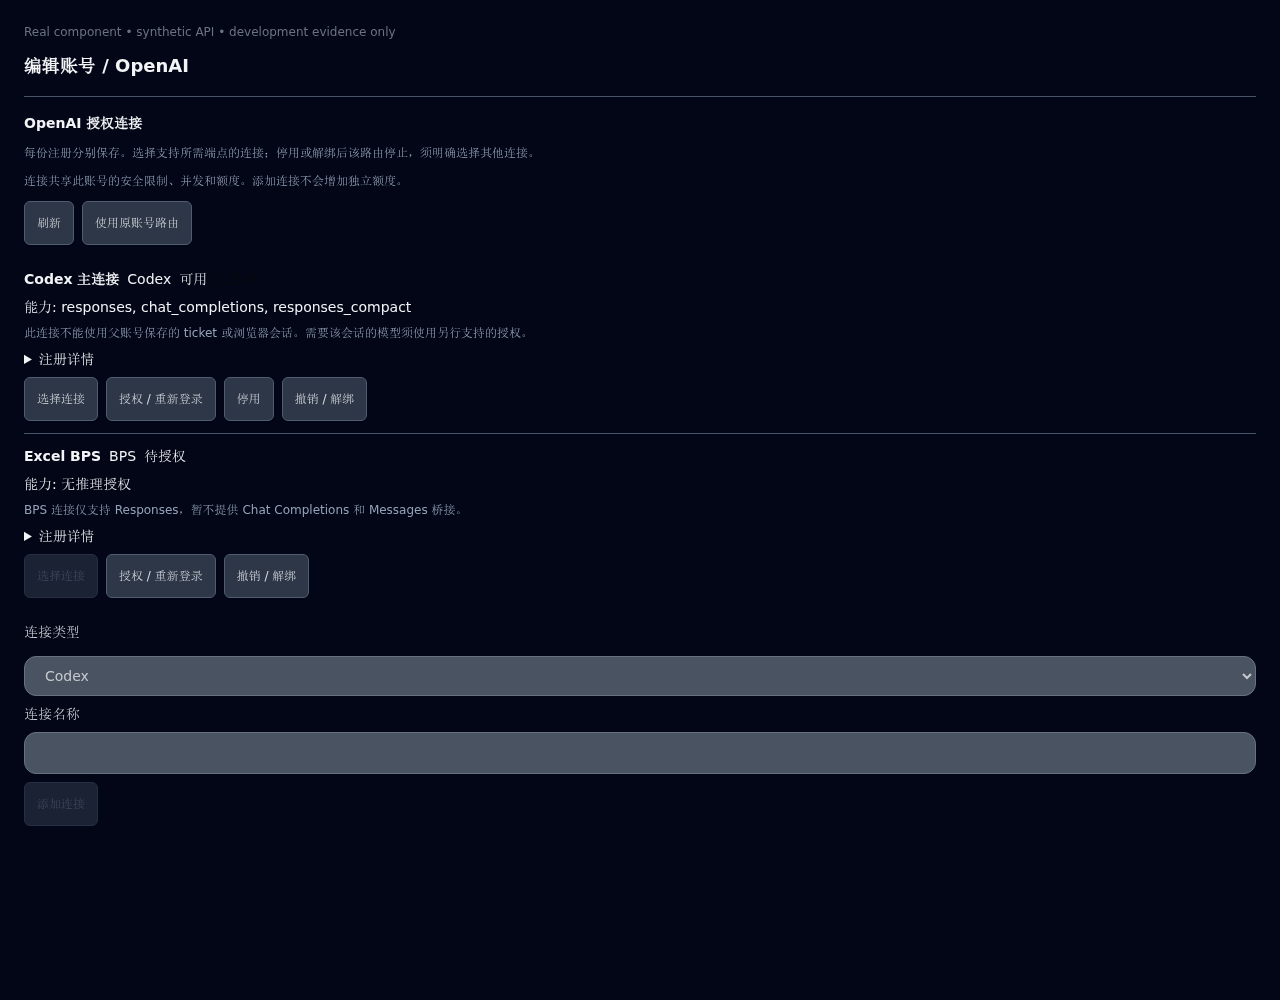 Real component • synthetic API • development evidence only
编辑账号 / OpenAI
OpenAI 授权连接
每份注册分别保存。选择支持所需端点的连接；停用或解绑后该路由停止，须明确选择其他连接。
连接共享此账号的安全限制、并发和额度。添加连接不会增加独立额度。
刷新 使用原账号路由
Codex 主连接 Codex 可用
能力: responses, chat_completions, responses_compact
此连接不能使用父账号保存的 ticket 或浏览器会话。需要该会话的模型须使用另行支持的授权。
注册详情
选择连接 授权 / 重新登录 停用 撤销 / 解绑
Excel BPS BPS 待授权
能力: 无推理授权
BPS 连接仅支持 Responses，暂不提供 Chat Completions 和 Messages 桥接。
注册详情
选择连接 授权 / 重新登录 撤销 / 解绑
连接类型
Codex
连接名称
添加连接